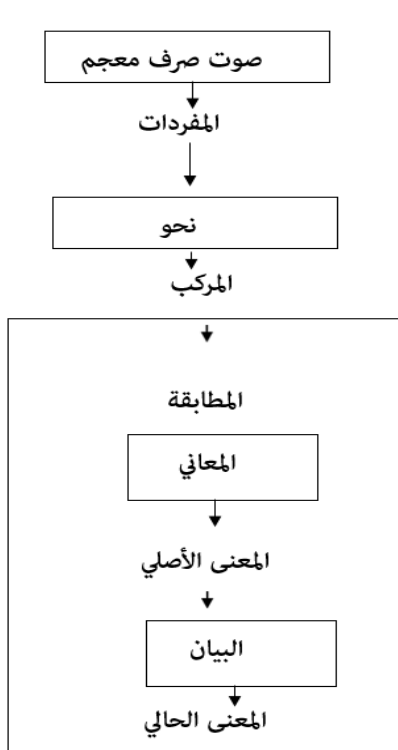 صوت صرف معجم
المفردات
نحو
المركب
المطابقة
المعاني
المعنى الأصلي
البيان
المعنى الحالي